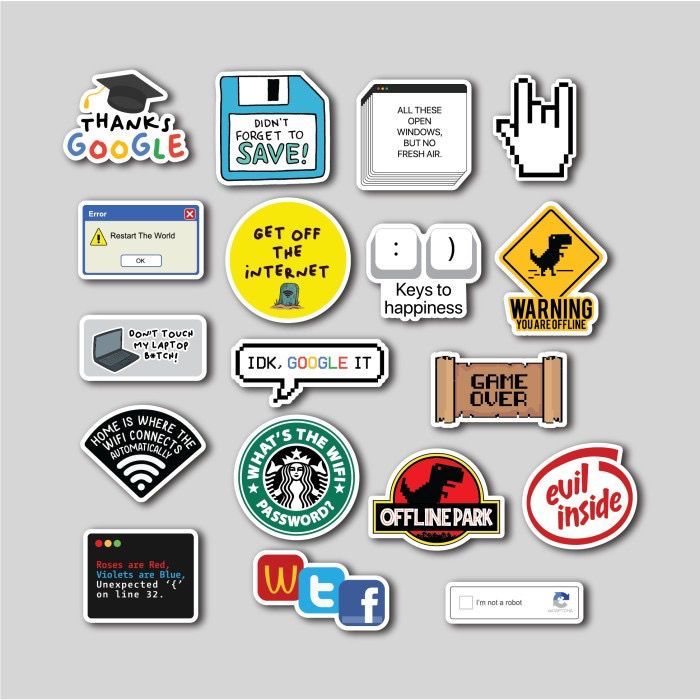 THANKS
GOOGLE
DIDN'T
FORGET TO
SAVE!
ALL THESE
OPEN
WINDOWS,
BUT NO
FRESH AIR.
Error
Restart The World
OK
GET OFF
THE
iNTERNET
: )
Keys to
happiness
WARNING
YOU ARE OFFLINE
DON'T TOUCH
MY LAPTOP
B*TCH!
IDK, GOOGLE IT
GAME
OVER
HOME IS WHERE THE
WIFI CONNECTS
AUTOMATICALLY
WHAT'S THE WIFI
PASSWORD?
OFFLINE PARK
evil
inside
Roses are Red,
Violets are Blue,
Unexpected '{'
on line 32.
W
t
f
I'm not a robot
reCAPTCHA